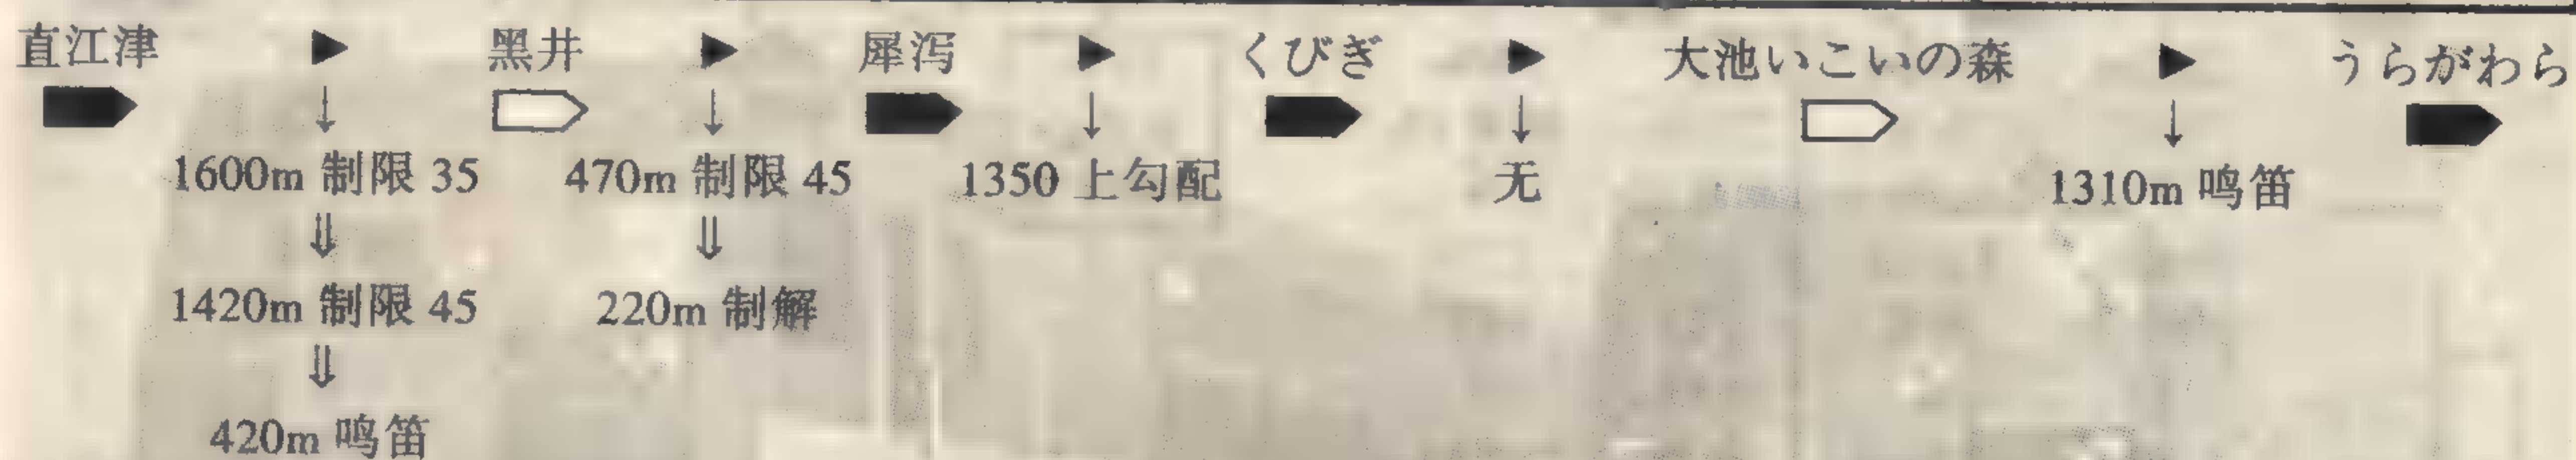 直江津 ▶ 黑井 ▶ 犀泻 ▶ くびぎ ▶ 大池いこいの森 ▶ うらがわら
↓ ↓ ↓ ↓ ↓
1600m 制限 35 470m 制限 45 1350 上勾配 无 1310m 鸣笛
⇓ ⇓
1420m 制限 45 220m 制解
⇓
420m 鸣笛